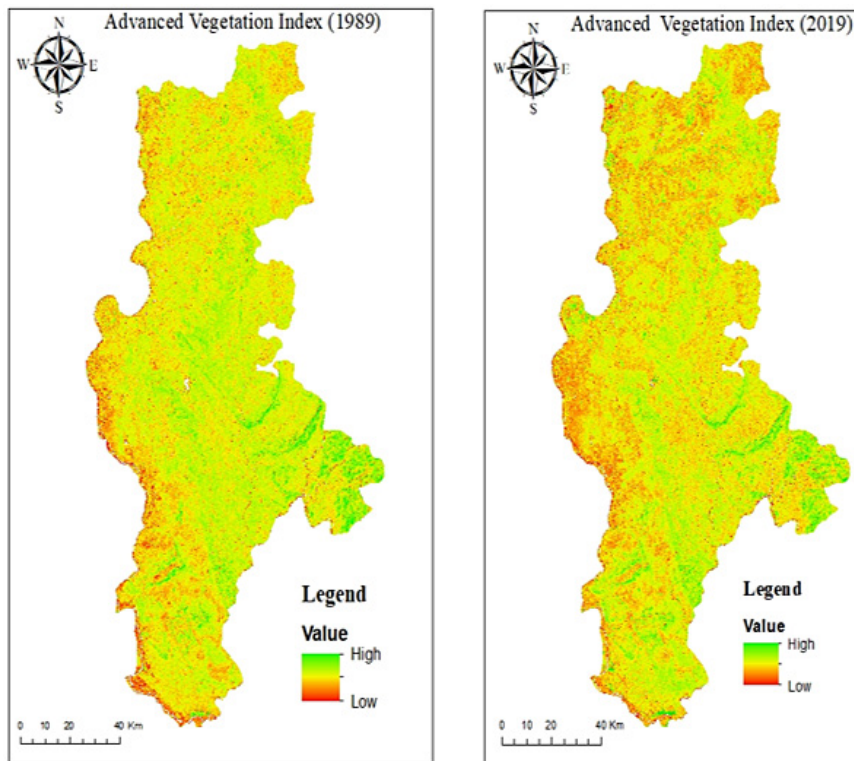 Advanced Vegetation Index (1989)
N
W E
S
Legend
Value
High
Low
0 10 20 40 Km
Advanced Vegetation Index (2019)
N
W E
S
Legend
Value
High
Low
0 10 20 40 Km